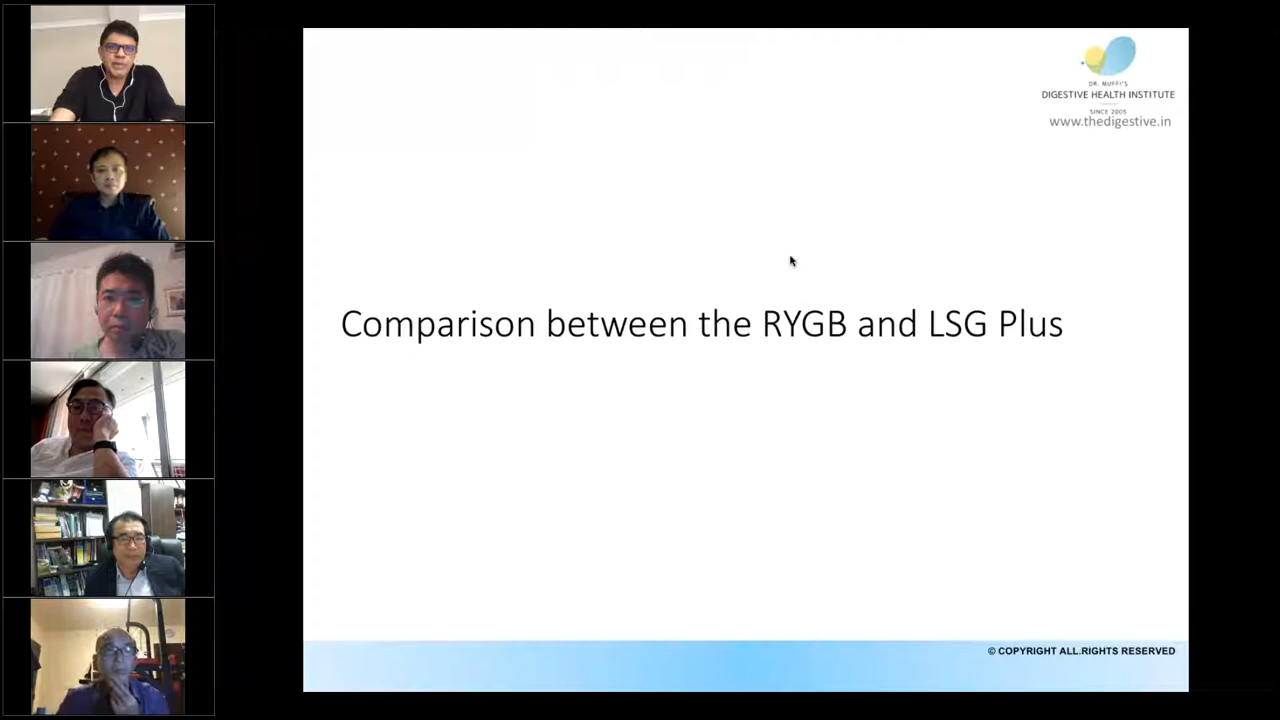 DR. MUFFI'S
DIGESTIVE HEALTH INSTITUTE
SINCE 2005
www.thedigestive.in
Comparison between the RYGB and LSG Plus
© COPYRIGHT ALL.RIGHTS RESERVED